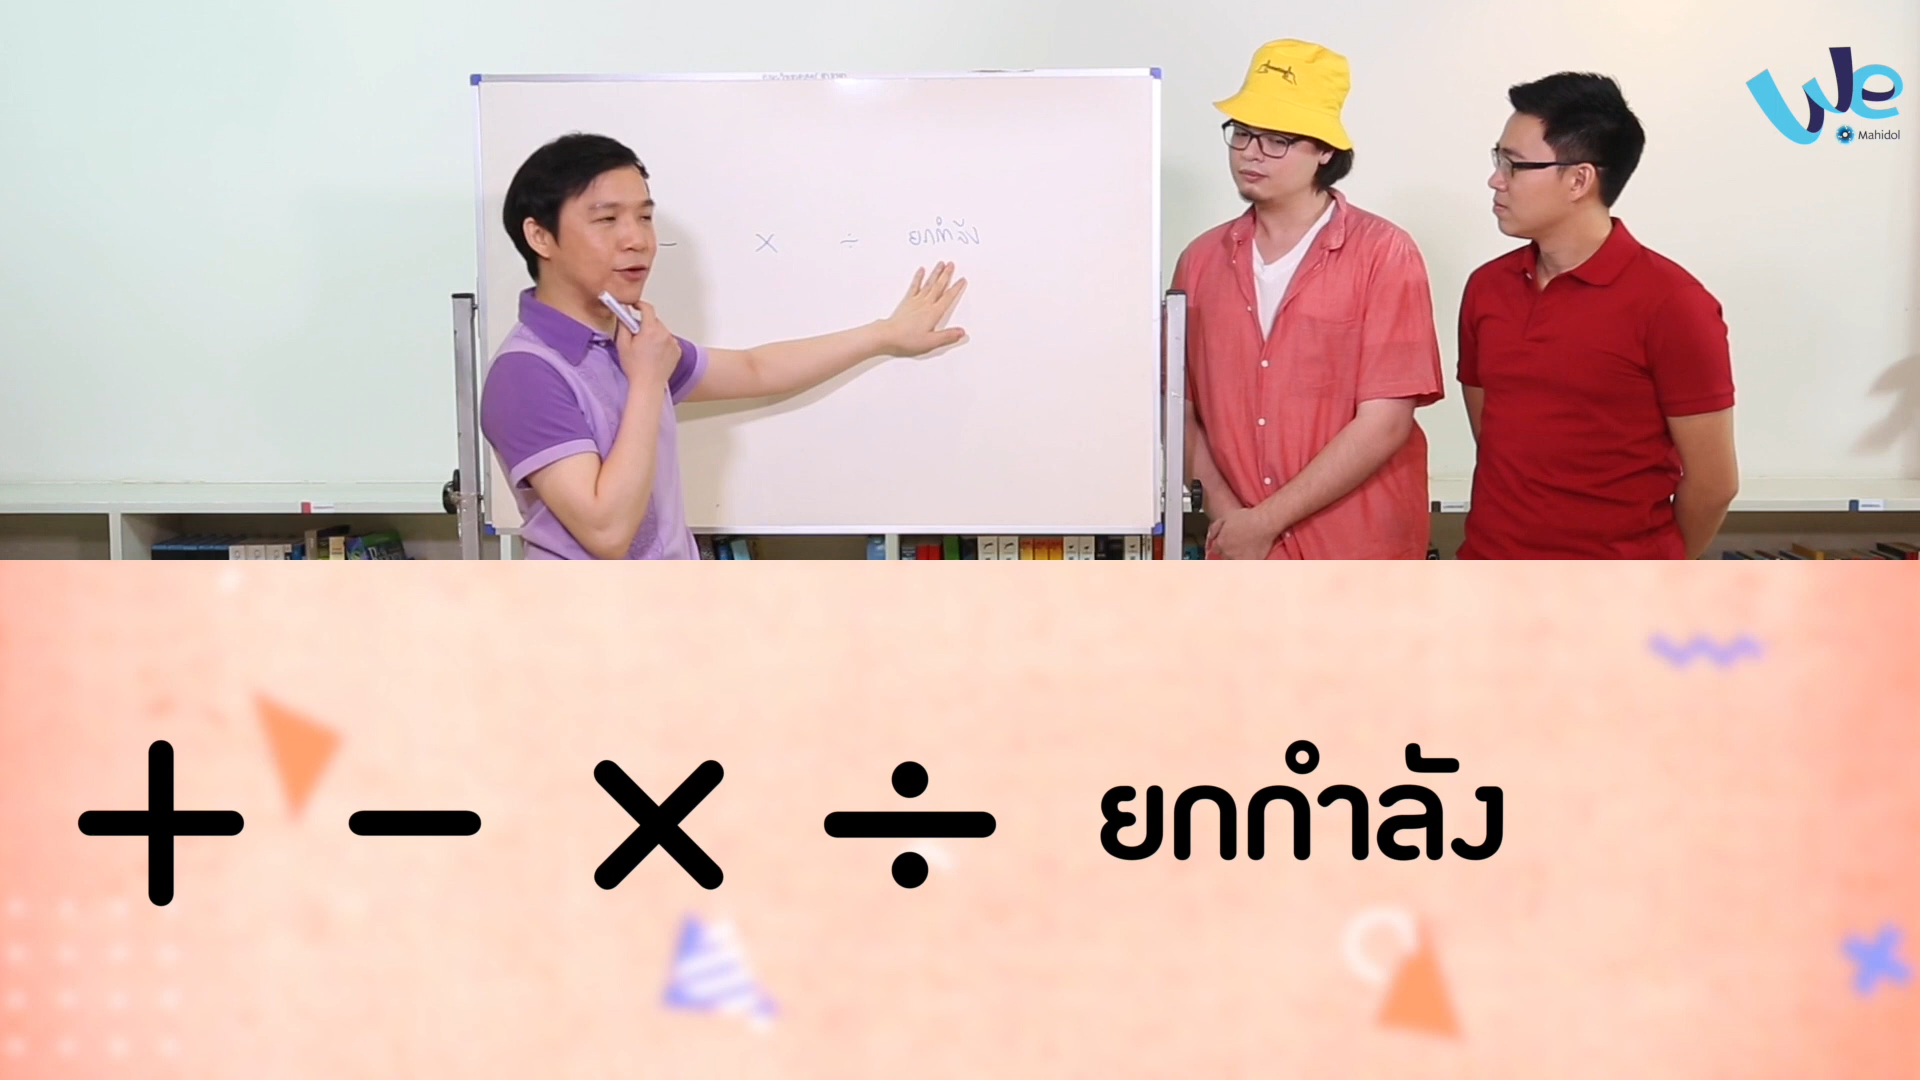 We
Mahidol
− × ÷ ยกกำลัง
+ − × ÷ ยกกำลัง